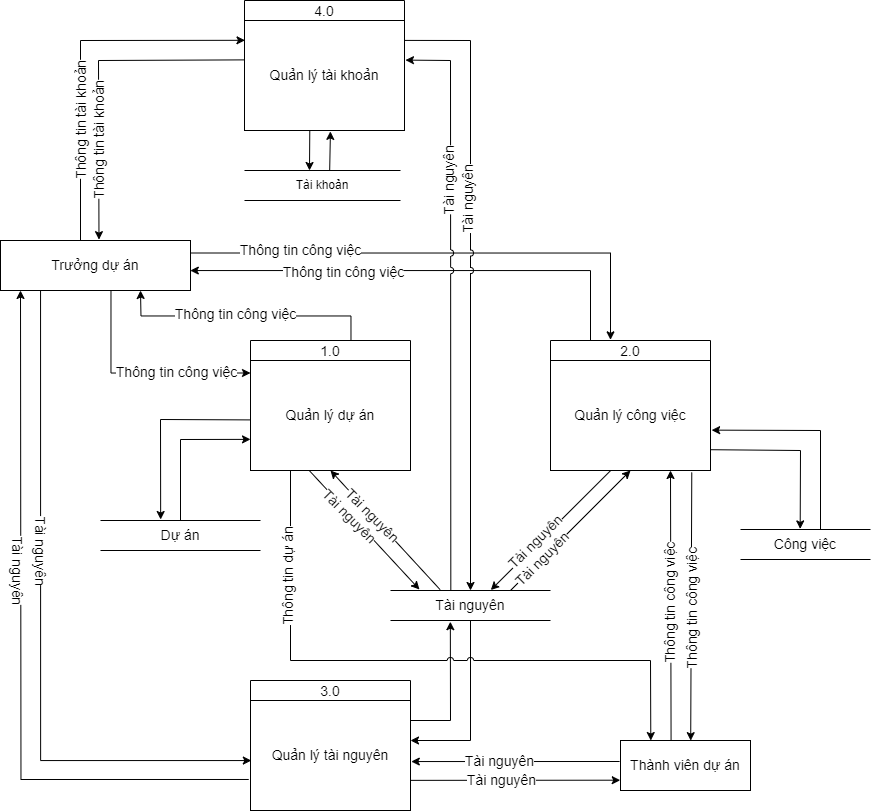 4.0
Quản lý tài khoản
Thông tin tài khoản
Thông tin tài khoản
Tài khoản
Tài nguyên
Tài nguyên
Trưởng dự án
Thông tin công việc
Thông tin công việc
Thông tin công việc
Thông tin công việc
1.0
Quản lý dự án
2.0
Quản lý công việc
Tài nguyên
Tài nguyên
Tài nguyên
Tài nguyên
Dự án
Công việc
Tài nguyên
Tài nguyên
Thông tin dự án
Tài nguyên
Thông tin công việc
Thông tin công việc
3.0
Quản lý tài nguyên
Tài nguyên
Tài nguyên
Thành viên dự án